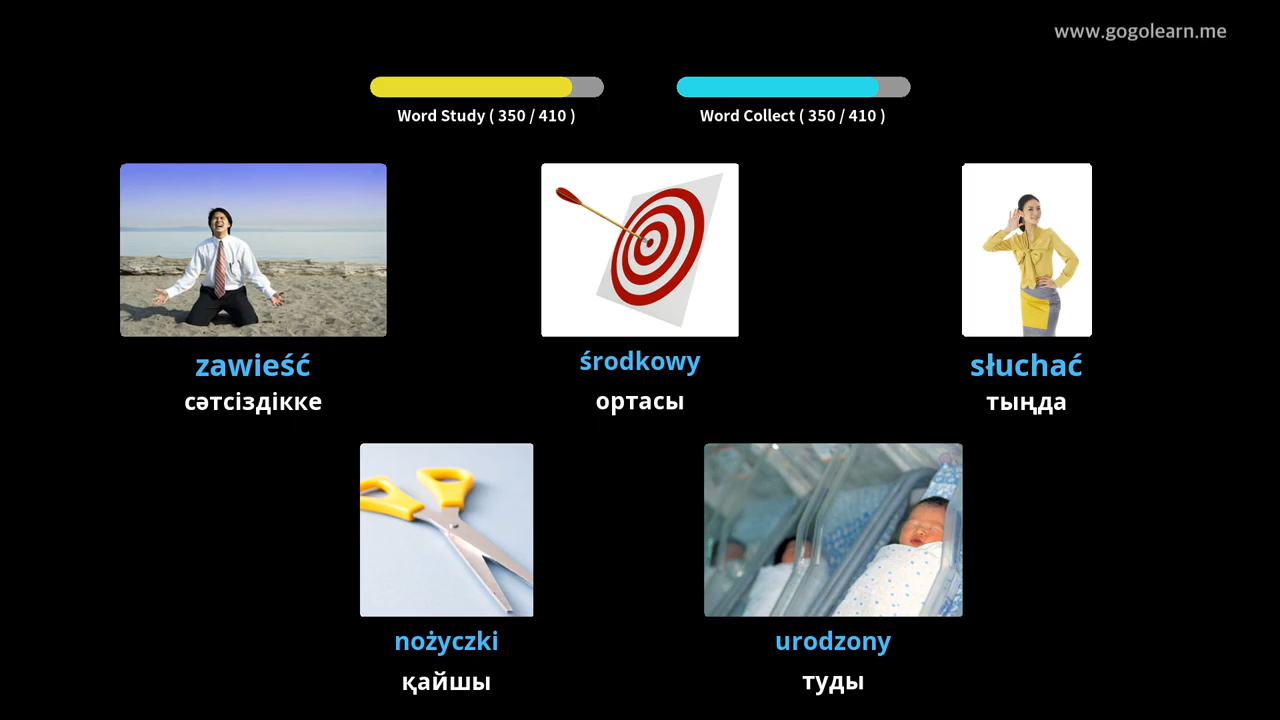 www.gogolearn.me
Word Study ( 350 / 410 )
Word Collect ( 350 / 410 )
zawieść
środkowy
słuchać
сәтсіздікке
ортасы
тыңда
nożyczki
urodzony
қайшы
туды